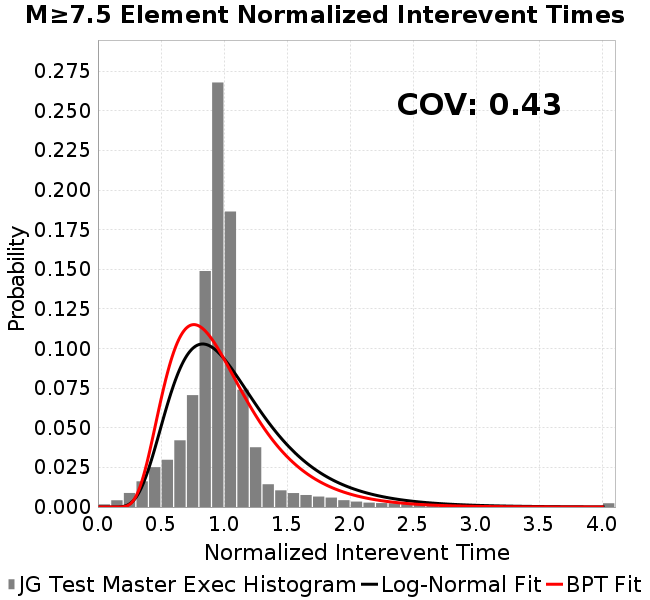 M≥7.5 Element Normalized Interevent Times
COV: 0.43
0.275
0.250
0.225
0.200
0.175
0.150
0.125
0.100
0.075
0.050
0.025
0.000
Probability
0.0 0.5 1.0 1.5 2.0 2.5 3.0 3.5 4.0
Normalized Interevent Time
JG Test Master Exec Histogram Log-Normal Fit BPT Fit